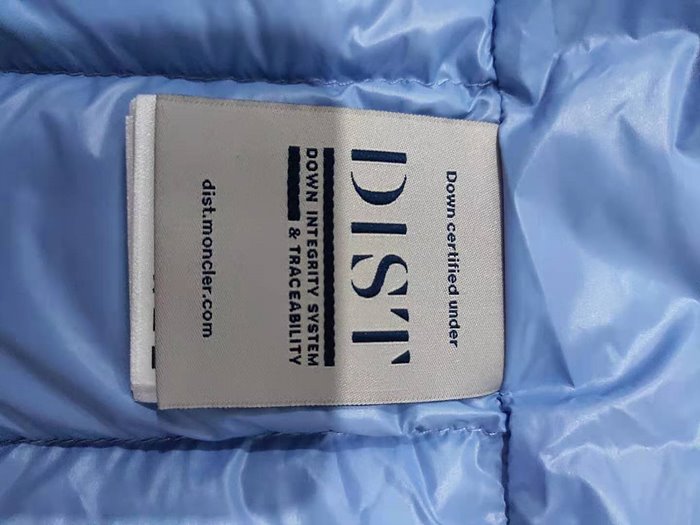 Down certified under
DIST
DOWN INTEGRITY SYSTEM
& TRACEABILITY
dist.moncler.com